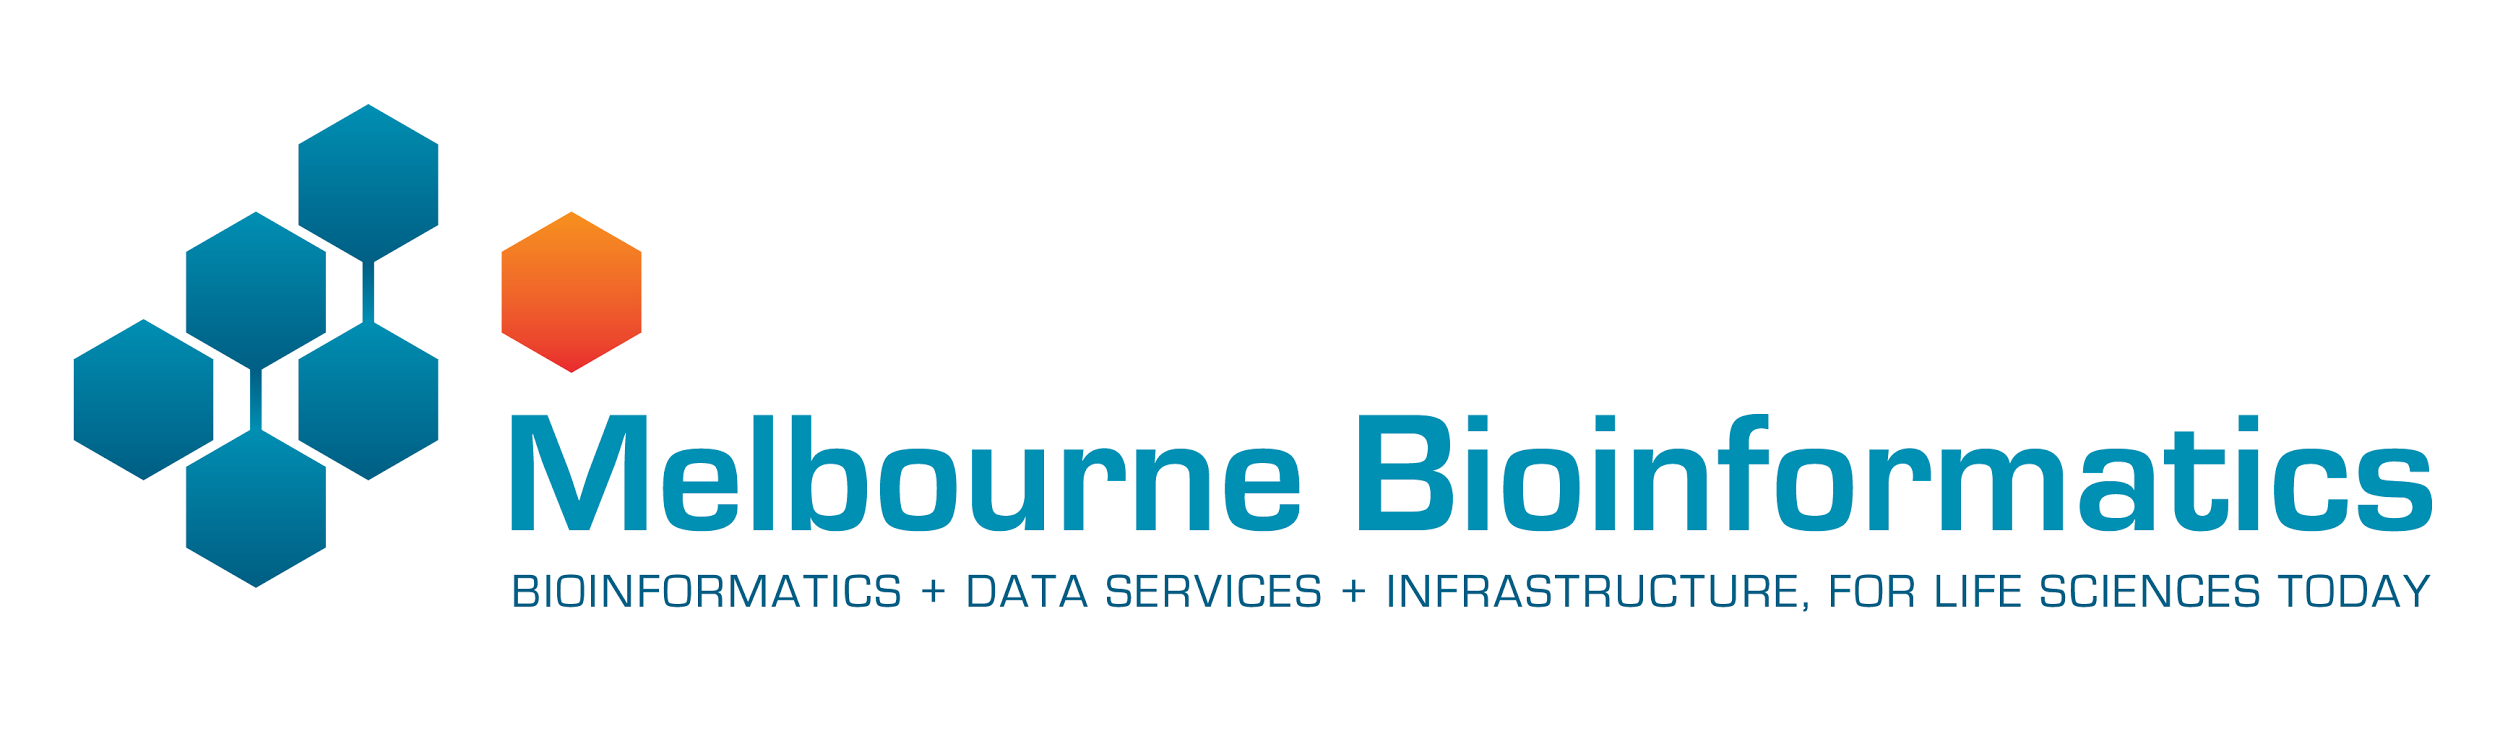 Melbourne Bioinformatics
BIOINFORMATICS + DATA SERVICES + INFRASTRUCTURE, FOR LIFE SCIENCES TODAY